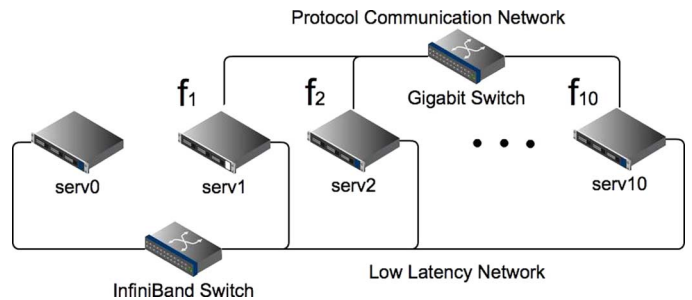 Protocol Communication Network
Gigabit Switch
f1
f2
f10
serv0
serv1
serv2
serv10
InfiniBand Switch
Low Latency Network